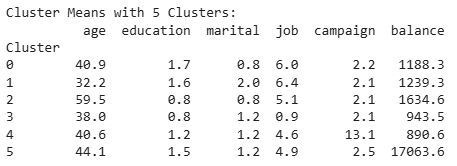 Cluster Means with 5 Clusters:
age education marital job campaign balance
Cluster
0 40.9 1.7 0.8 6.0 2.2 1188.3
1 32.2 1.6 2.0 6.4 2.1 1239.3
2 59.5 0.8 0.8 5.1 2.1 1634.6
3 38.0 0.8 1.2 0.9 2.1 943.5
4 40.6 1.2 1.2 4.6 13.1 890.6
5 44.1 1.5 1.2 4.9 2.5 17063.6